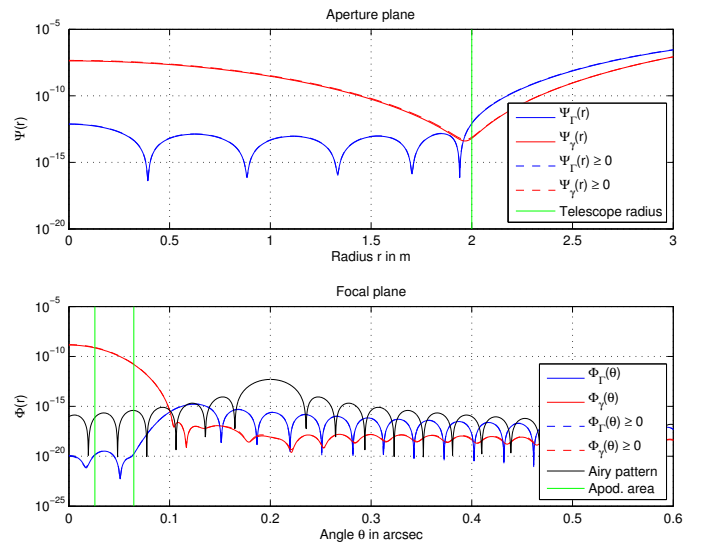 Aperture plane
10⁻⁵
10⁻¹⁰
10⁻¹⁵
10⁻²⁰
Ψ(r)
0 0.5 1 1.5 2 2.5 3
Radius r in m
Ψ_Γ(r)
Ψ_γ(r)
Ψ_Γ(r) ≥ 0
Ψ_γ(r) ≥ 0
Telescope radius
Focal plane
10⁻⁵
10⁻¹⁰
10⁻¹⁵
10⁻²⁰
10⁻²⁵
Φ(r)
0 0.1 0.2 0.3 0.4 0.5 0.6
Angle θ in arcsec
Φ_Γ(θ)
Φ_γ(θ)
Φ_Γ(θ) ≥ 0
Φ_γ(θ) ≥ 0
Airy pattern
Apod. area